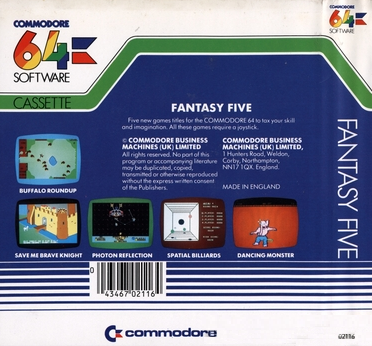 COMMODORE
64
SOFTWARE
CASSETTE
FANTASY FIVE
Five new games titles for the COMMODORE 64 to tax your skill
and imagination. All these games require a joystick.
© COMMODORE BUSINESS
MACHINES (UK) LIMITED
All rights reserved. No part of this
program or accompanying literature
may be duplicated, copied,
transmitted or otherwise reproduced
without the express written consent
of the Publishers.
COMMODORE BUSINESS
MACHINES (UK) LIMITED,
1 Hunters Road, Weldon,
Corby, Northampton,
NN17 1QX. England.
MADE IN ENGLAND
BUFFALO ROUNDUP
SAVE ME BRAVE KNIGHT
PHOTON REFLECTION
SPATIAL BILLIARDS
DANCING MONSTER
0
43467 02116
commodore
COMMODORE
64
SOFTWARE
FANTASY FIVE
02116